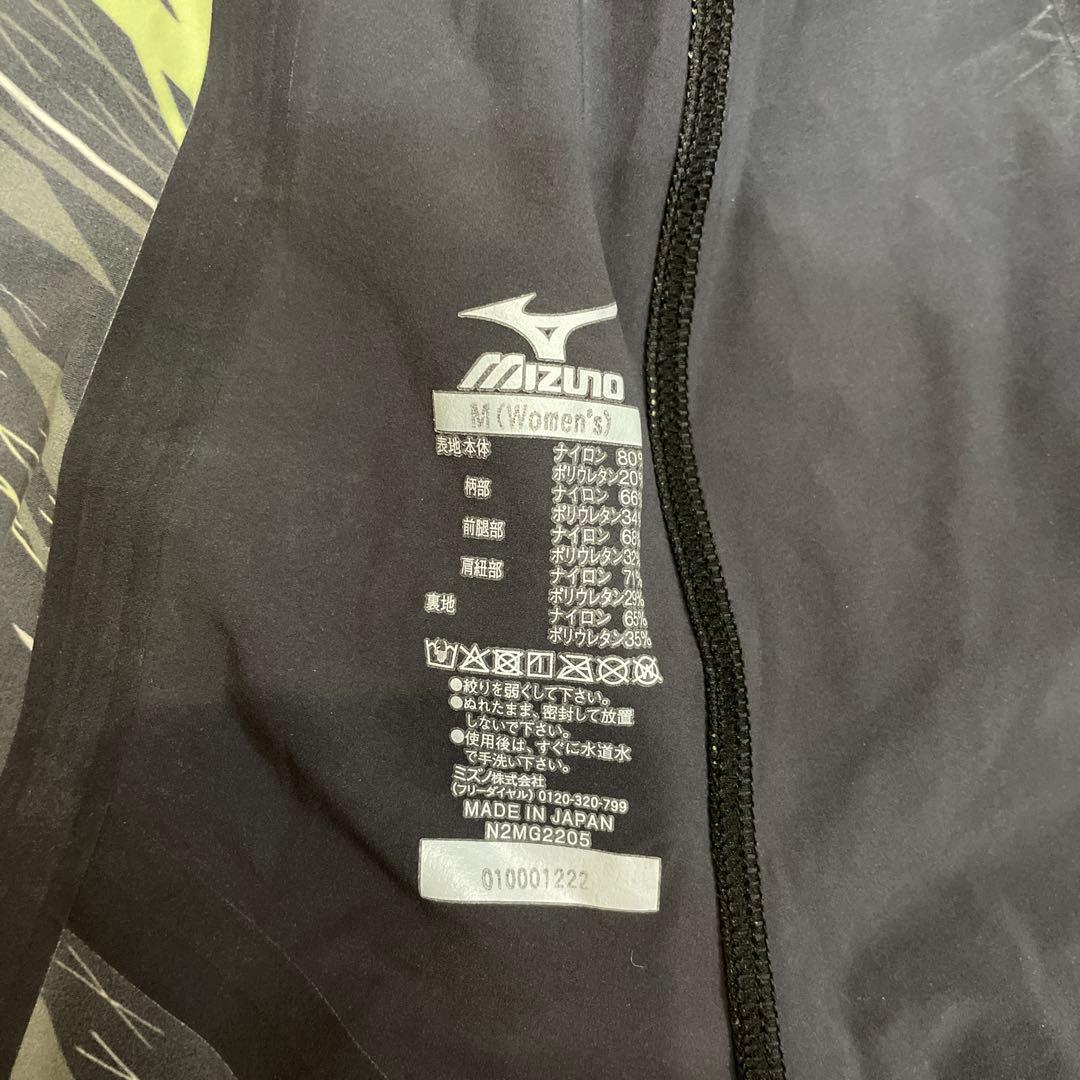 MIZUNO
M (Women's)
表地 本体 ナイロン 80%
ポリウレタン20%
柄部 ナイロン 66%
ポリウレタン34%
前腿部 ナイロン 68%
ポリウレタン32%
肩紐部 ナイロン 71%
ポリウレタン29%
裏地 ナイロン 65%
ポリウレタン35%
●絞りを弱くして下さい。
●ぬれたまま、密封して放置
しないで下さい。
●使用後は、すぐに水道水
で手洗い下さい。
ミズノ株式会社
(フリーダイヤル) 0120-320-799
MADE IN JAPAN
N2MG2205
010001222